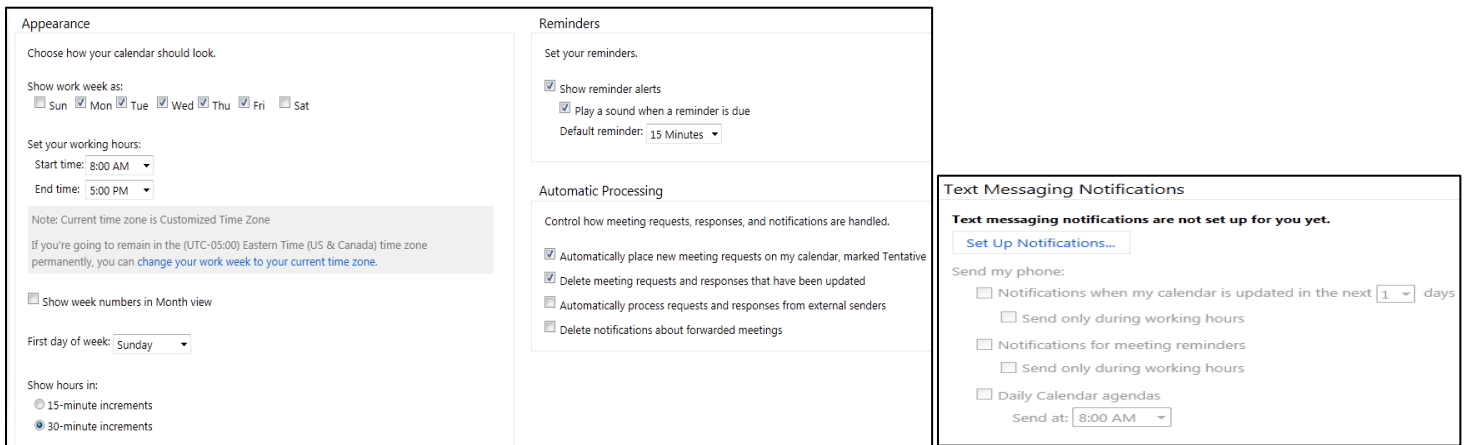 Appearance
Choose how your calendar should look.
Show work week as:
Sun Mon Tue Wed Thu Fri Sat
Set your working hours:
Start time: 8:00 AM
End time: 5:00 PM
Note: Current time zone is Customized Time Zone
If you're going to remain in the (UTC-05:00) Eastern Time (US & Canada) time zone
permanently, you can change your work week to your current time zone.
Show week numbers in Month view
First day of week: Sunday
Show hours in:
15-minute increments
30-minute increments
Reminders
Set your reminders.
Show reminder alerts
Play a sound when a reminder is due
Default reminder: 15 Minutes
Automatic Processing
Control how meeting requests, responses, and notifications are handled.
Automatically place new meeting requests on my calendar, marked Tentative
Delete meeting requests and responses that have been updated
Automatically process requests and responses from external senders
Delete notifications about forwarded meetings
Text Messaging Notifications
Text messaging notifications are not set up for you yet.
Set Up Notifications...
Send my phone:
Notifications when my calendar is updated in the next 1 days
Send only during working hours
Notifications for meeting reminders
Send only during working hours
Daily Calendar agendas
Send at: 8:00 AM